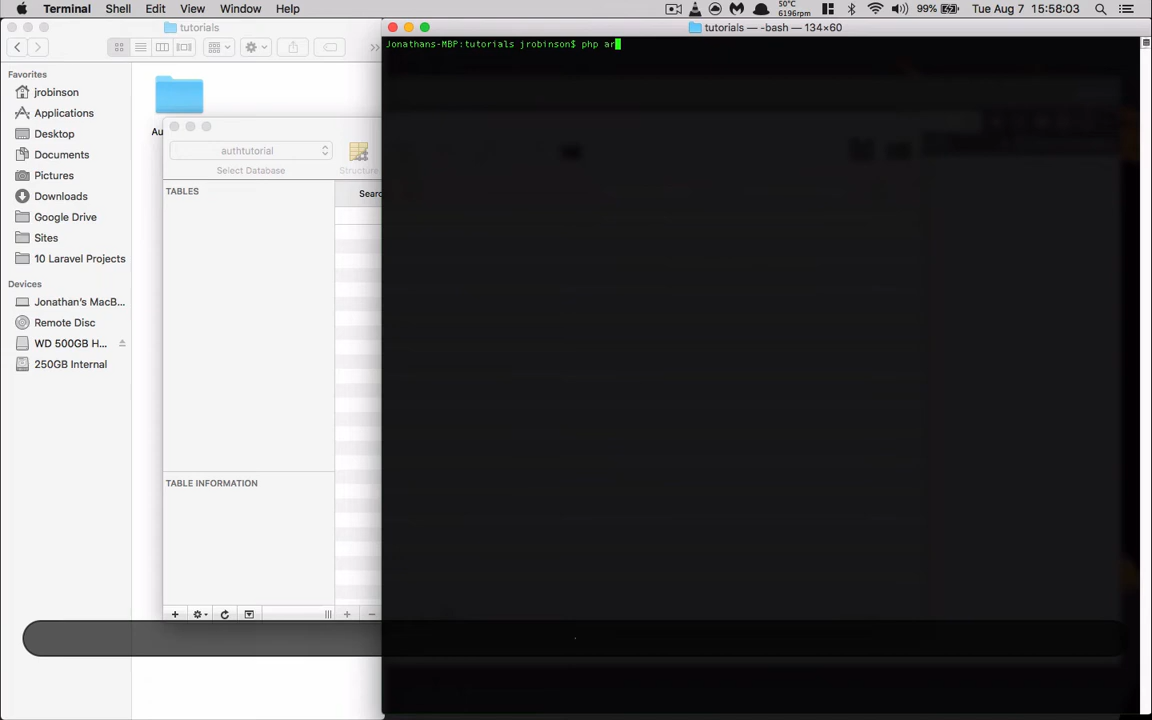 Terminal Shell Edit View Window Help 50°C 6196rpm 99% Tue Aug 7 15:58:03
tutorials
tutorials — -bash — 134×60
Jonathans-MBP:tutorials jrobinson$ php ar
Favorites
jrobinson
Applications
Desktop
Documents
Pictures
Downloads
Google Drive
Sites
10 Laravel Projects
Devices
Jonathan's MacB...
Remote Disc
WD 500GB H...
250GB Internal
Au
authtutorial
Select Database
Structure
TABLES
Searc
TABLE INFORMATION